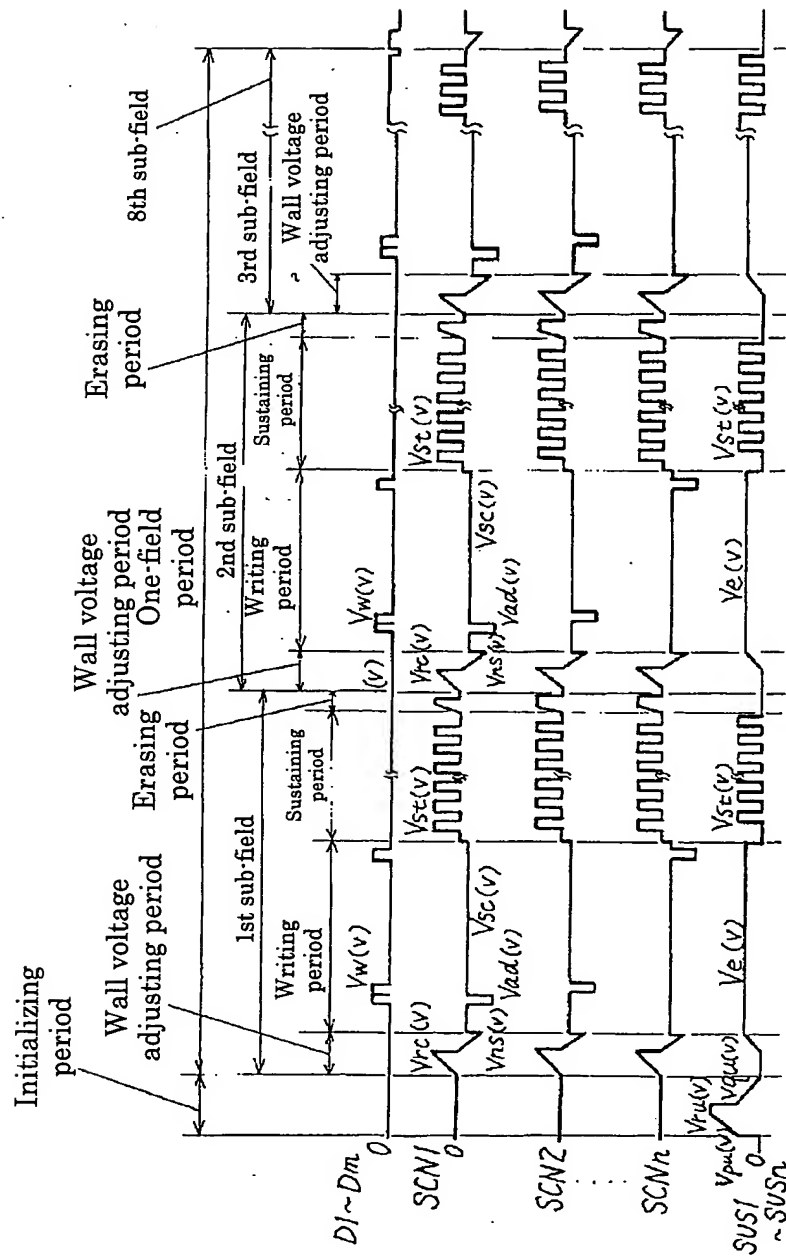 Initializing
period
Wall voltage
adjusting period
Erasing
period
Wall voltage
adjusting period
One-field
period
Erasing
period
8th sub-field
1st sub-field
2nd sub-field
3rd sub-field
Writing
period
Sustaining
period
Writing
period
Sustaining
period
Wall voltage
adjusting period
D1~Dm
0
Vw(v)
(v)
Vw(v)
SCN1
0
Vrc(v)
Vns(v)
Vad(v)
Vsc(v)
Vst(v)
Vrc(v)
Vns(v)
Vad(v)
Vsc(v)
Vst(v)
SCN2
SCNn
Vpu(v)
Vru(v)
Vqu(v)
Ve(v)
Vst(v)
Ve(v)
Vst(v)
0
SUS1
~SUSn